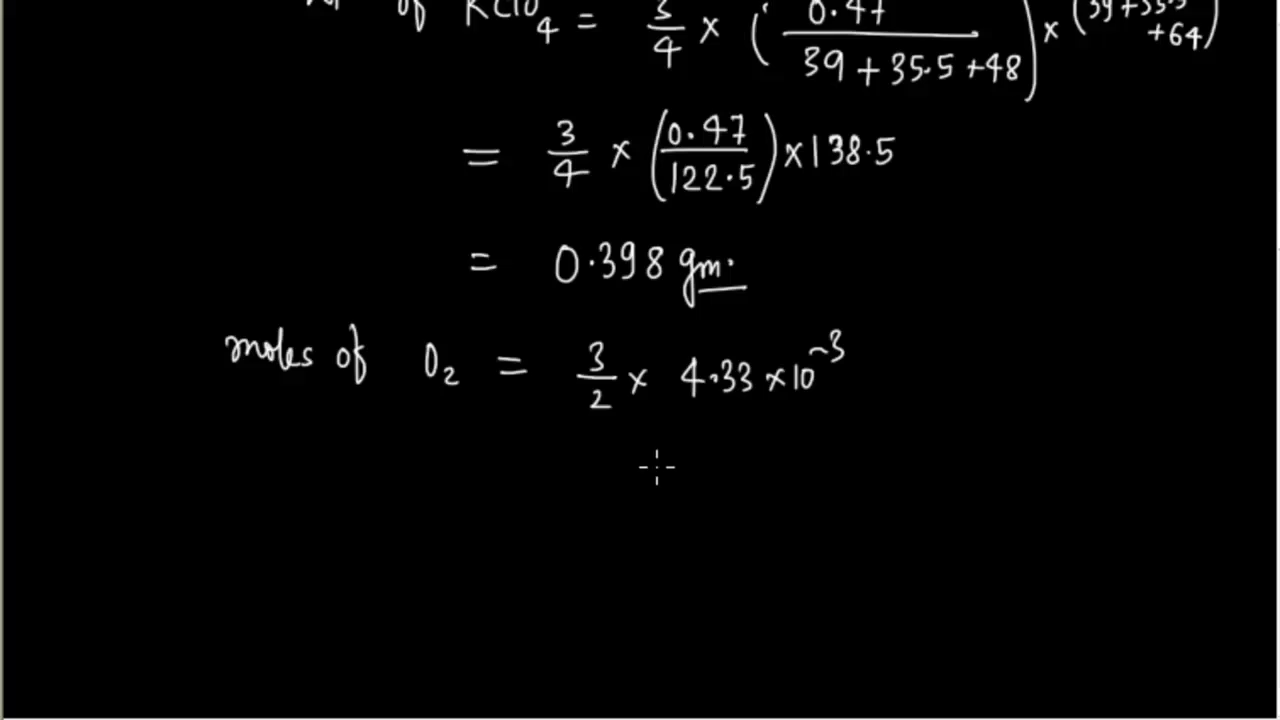 of KClO₄ = 3/4 × (0.47 / 39 + 35.5 + 48) × (39 + 35.5 + 64)
= 3/4 × (0.47 / 122.5) × 138.5
= 0.398 gm.
moles of O₂ = 3/2 × 4.33 × 10⁻³